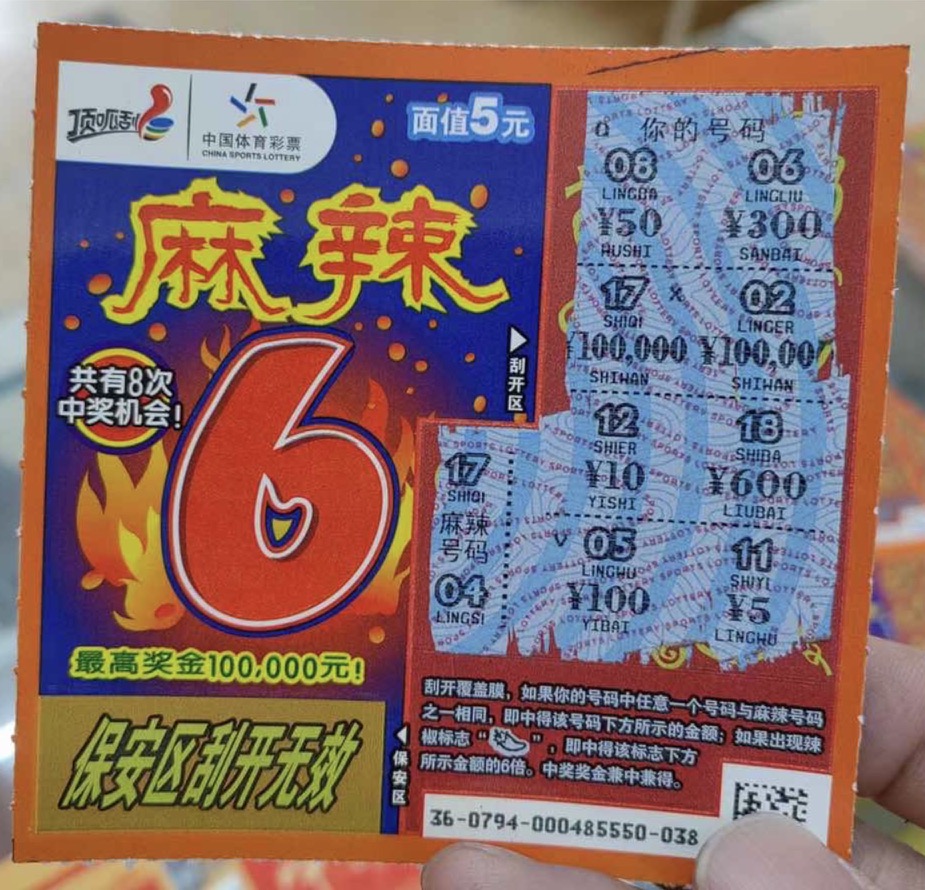 顶呱刮
中国体育彩票
CHINA SPORTS LOTTERY
面值5元
麻辣
6
共有8次
中奖机会!
刮开区
最高奖金100,000元!
保安区刮开无效
保安区
17
SHIQI
麻辣
号码
04
LINGSI
你的号码
08 06
LINGBA LINGLIU
¥50 ¥300
WUSHI SANBAI
17 02
SHIQI LINGER
¥100,000 ¥100,000
SHIWAN SHIWAN
12 18
SHIER SHIBA
¥10 ¥600
YISHI LIUBAI
05 11
LINGWU SHIYI
¥100 ¥5
YIBAI LINGWU
刮开覆盖膜,如果你的号码中任意一个号码与麻辣号码
之一相同,即中得该号码下方所示的金额;如果出现辣
椒标志“ ”,即中得该标志下方
所示金额的6倍。中奖奖金兼中兼得。
36-0794-000485550-038